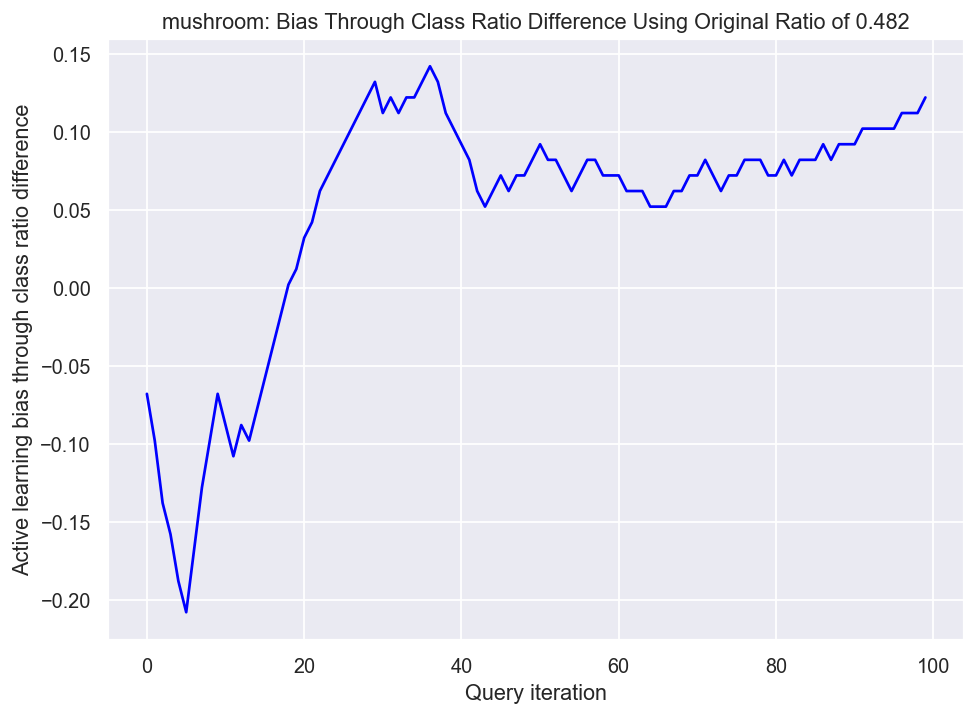 mushroom: Bias Through Class Ratio Difference Using Original Ratio of 0.482
Active learning bias through class ratio difference
0.15
0.10
0.05
0.00
−0.05
−0.10
−0.15
−0.20
0 20 40 60 80 100
Query iteration